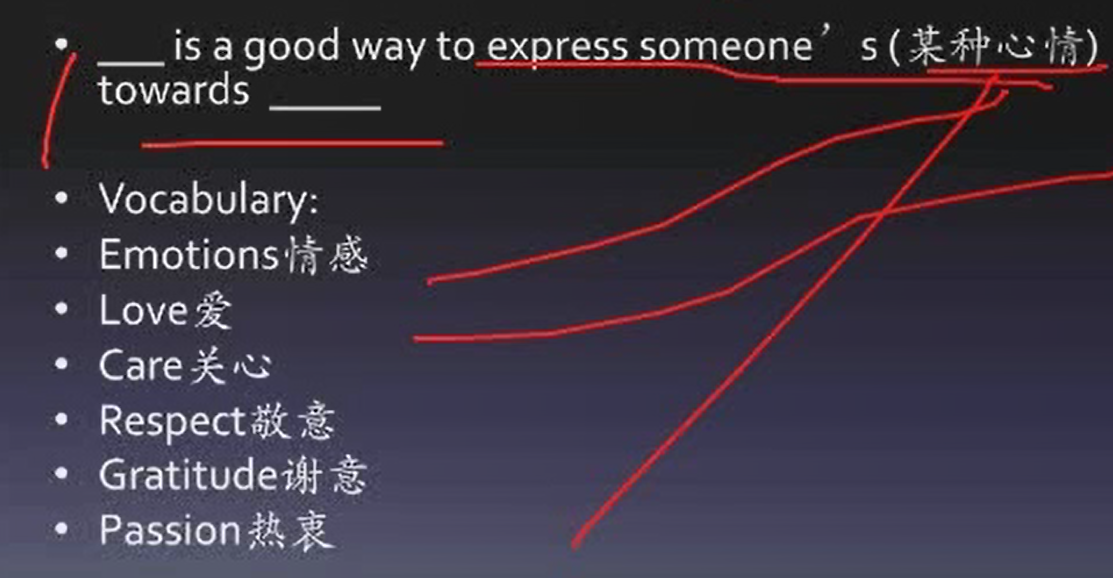 • ___ is a good way to express someone’s (某种心情)
towards _____
• Vocabulary:
• Emotions情感
• Love爱
• Care关心
• Respect敬意
• Gratitude谢意
• Passion热衷